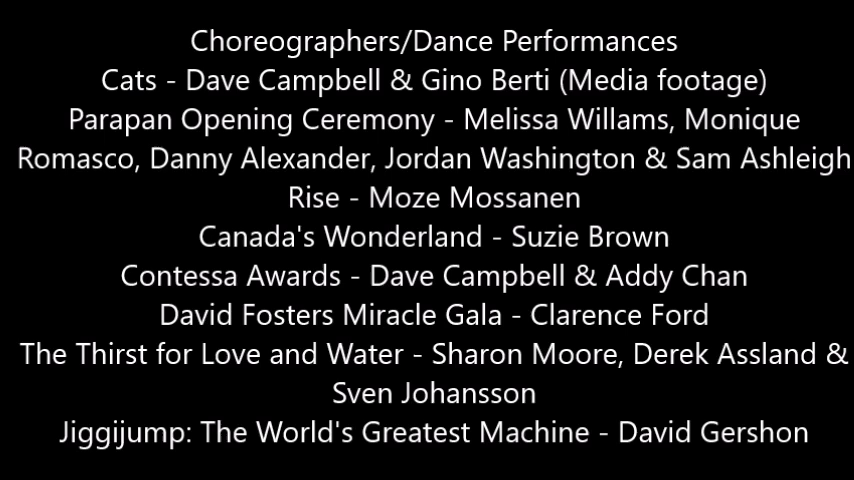 Choreographers/Dance Performances
Cats - Dave Campbell & Gino Berti (Media footage)
Parapan Opening Ceremony - Melissa Willams, Monique
Romasco, Danny Alexander, Jordan Washington & Sam Ashleigh
Rise - Moze Mossanen
Canada's Wonderland - Suzie Brown
Contessa Awards - Dave Campbell & Addy Chan
David Fosters Miracle Gala - Clarence Ford
The Thirst for Love and Water - Sharon Moore, Derek Assland &
Sven Johansson
Jiggijump: The World's Greatest Machine - David Gershon